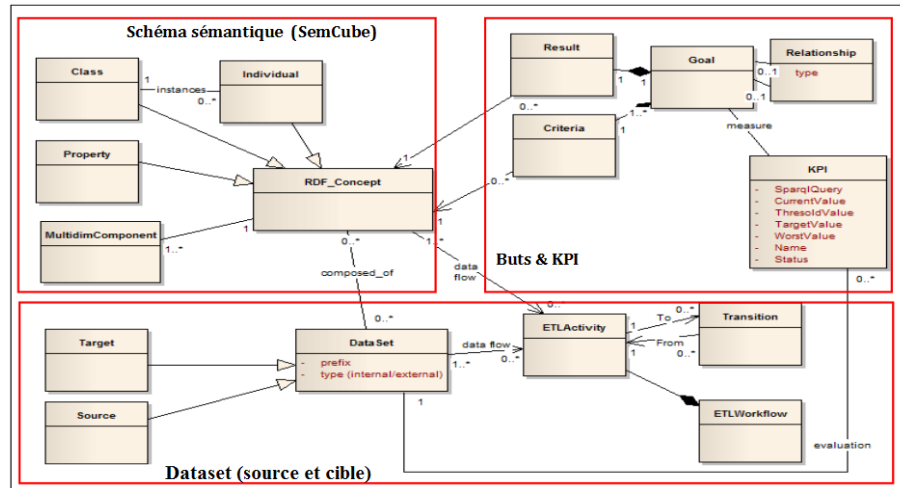 Schéma sémantique (SemCube)
Class
1
instances
0..*
Individual
Property
RDF_Concept
MultidimComponent
1..*
1
1
1
0..*
1..*
composed_of
data
flow
Result
1
1
0..*
Goal
0..1
0..1
Relationship
type
Criteria
1..*
1
0..*
measure
KPI
- SparqlQuery
- CurrentValue
- ThresoldValue
- TargetValue
- WorstValue
- Name
- Status
0..*
Buts & KPI
0..*
0..*
Target
Source
DataSet
- prefix
- type (internal/external)
1
data flow
1..*
0..*
ETLActivity
1
To
0..*
1
From
0..*
Transition
ETLWorkflow
evaluation
Dataset (source et cible)